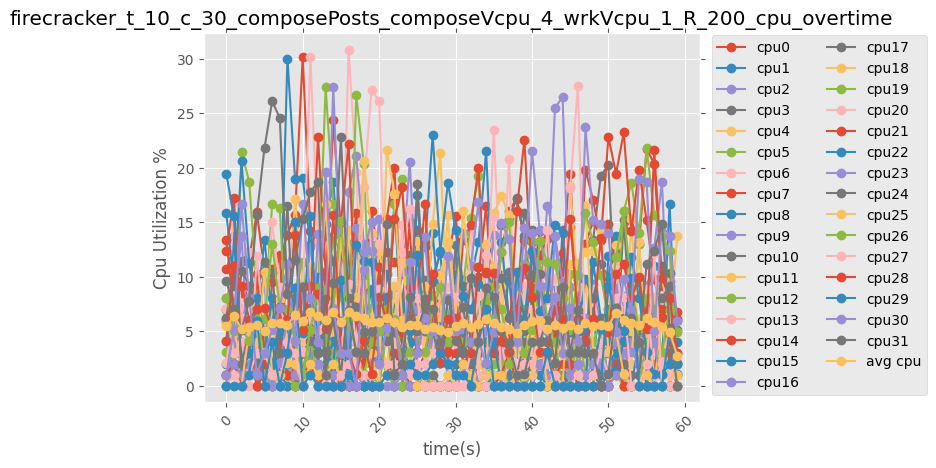 firecracker_t_10_c_30_composePosts_composeVcpu_4_wrkVcpu_1_R_200_cpu_overtime
Cpu Utilization %
30
25
20
15
10
5
0
0
10
20
30
40
50
60
time(s)
cpu0
cpu1
cpu2
cpu3
cpu4
cpu5
cpu6
cpu7
cpu8
cpu9
cpu10
cpu11
cpu12
cpu13
cpu14
cpu15
cpu16
cpu17
cpu18
cpu19
cpu20
cpu21
cpu22
cpu23
cpu24
cpu25
cpu26
cpu27
cpu28
cpu29
cpu30
cpu31
avg cpu